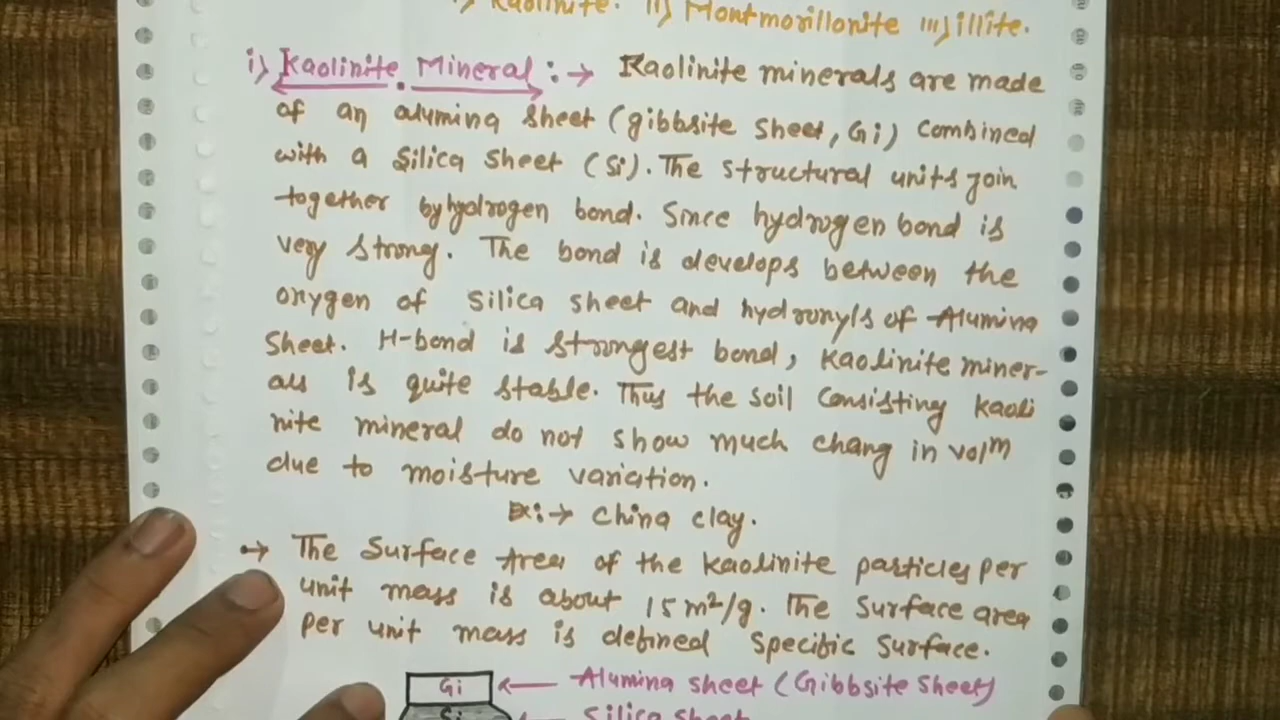 i) Kaolinite. ii) Montmorillonite iii) illite.
i) Kaolinite Mineral :→ Kaolinite minerals are made
of an alumina sheet (gibbsite sheet, Gi) combined
with a silica sheet (Si). The structural units join
together by hydrogen bond. Since hydrogen bond is
very strong. The bond is develops between the
oxygen of silica sheet and hydroxyls of Alumina
Sheet. H-bond is strongest bond, Kaolinite miner-
als is quite stable. Thus the soil consisting kaoli
nite mineral do not show much chang in volm
due to moisture variation.
Ex:→ China clay.
→ The Surface Area of the kaolinite particles per
unit mass is about 15m²/g. The surface area
per unit mass is defined specific surface.
Gi ← Alumina sheet (Gibbsite sheet)
Si ← Silica sheet